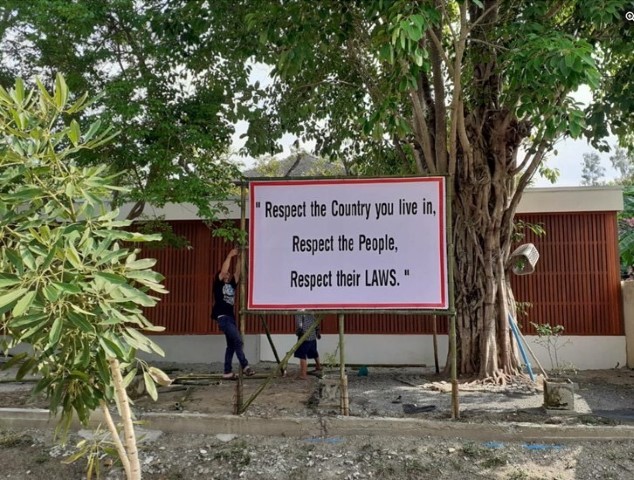 " Respect the Country you live in,
Respect the People,
Respect their LAWS. "